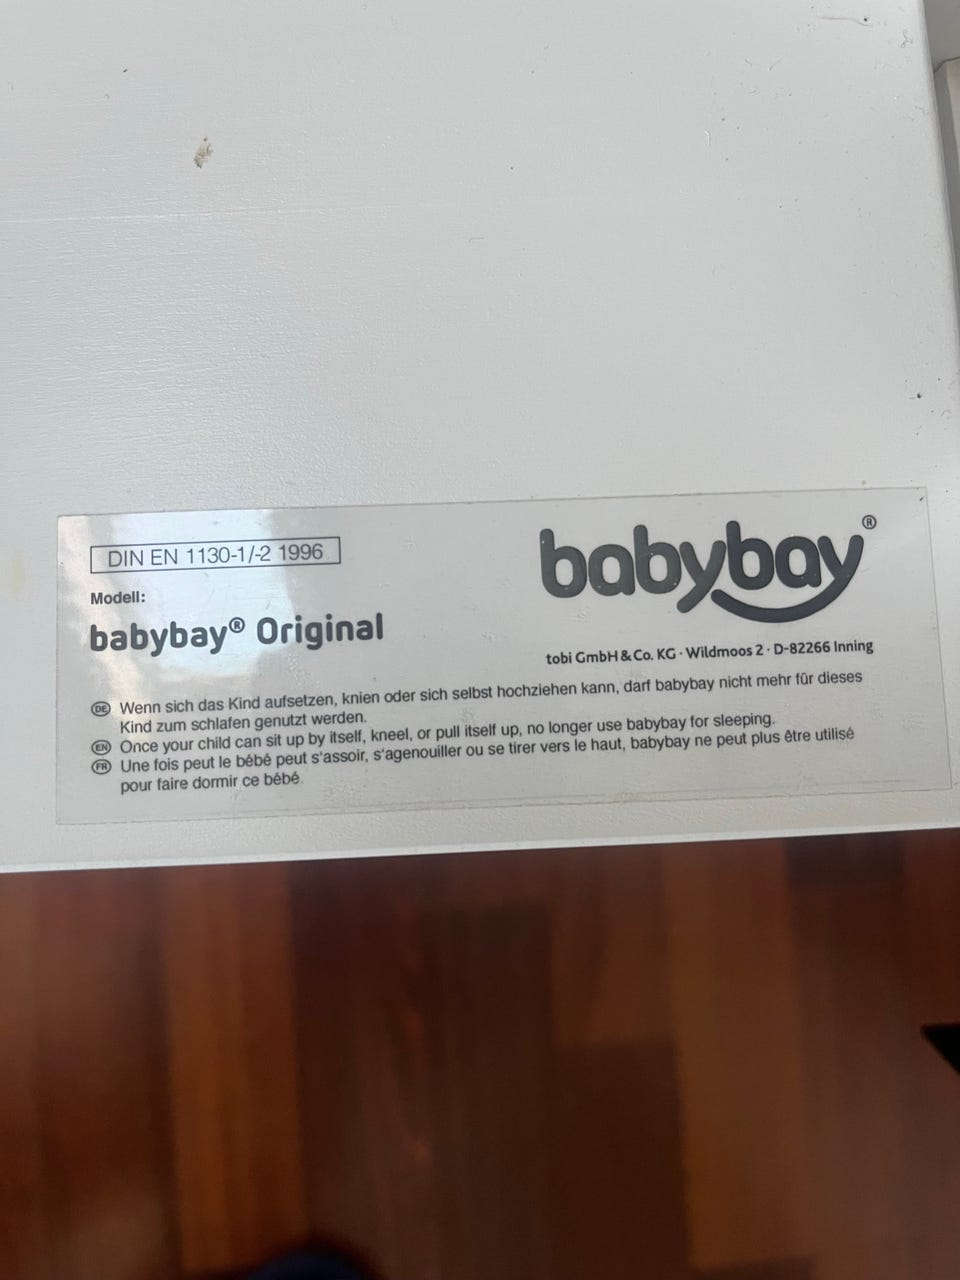 DIN EN 1130-1/-2 1996
babybay®
Modell:
babybay® Original
tobi GmbH & Co. KG · Wildmoos 2 · D-82266 Inning
DE Wenn sich das Kind aufsetzen, knien oder sich selbst hochziehen kann, darf babybay nicht mehr für dieses
Kind zum schlafen genutzt werden.
EN Once your child can sit up by itself, kneel, or pull itself up, no longer use babybay for sleeping.
FR Une fois peut le bébé peut s'assoir, s'agenouiller ou se tirer vers le haut, babybay ne peut plus être utilisé
pour faire dormir ce bébé.